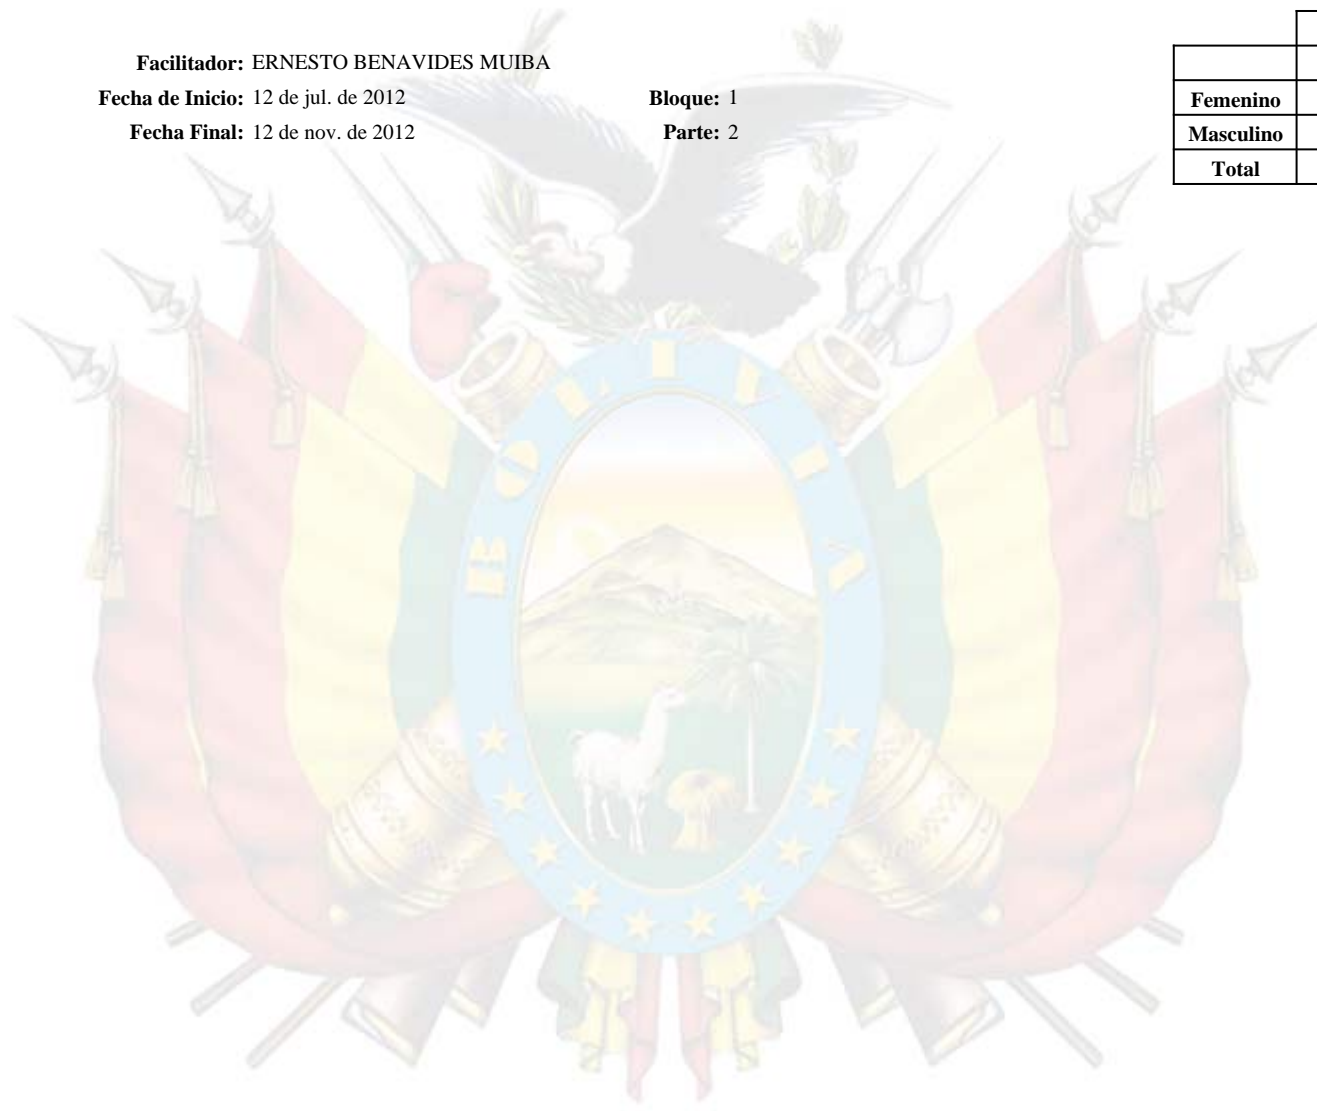 Facilitador: ERNESTO BENAVIDES MUIBA
Fecha de Inicio: 12 de jul. de 2012 Bloque: 1
Fecha Final: 12 de nov. de 2012 Parte: 2
Femenino
Masculino
Total
BOLIVIA